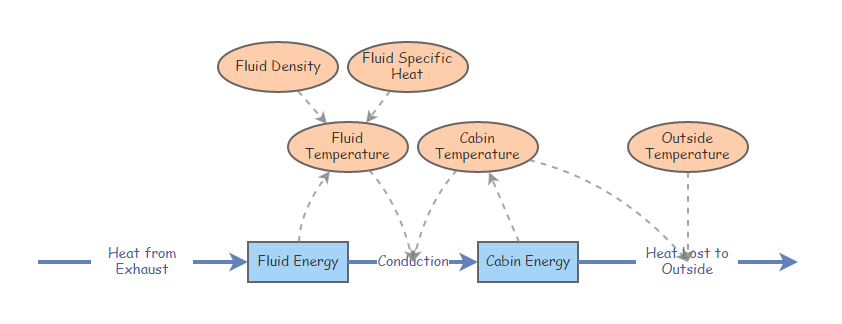 Fluid Density
Fluid Specific
Heat
Fluid
Temperature
Cabin
Temperature
Outside
Temperature
Heat from
Exhaust
Fluid Energy
Conduction
Cabin Energy
Heat Lost to
Outside